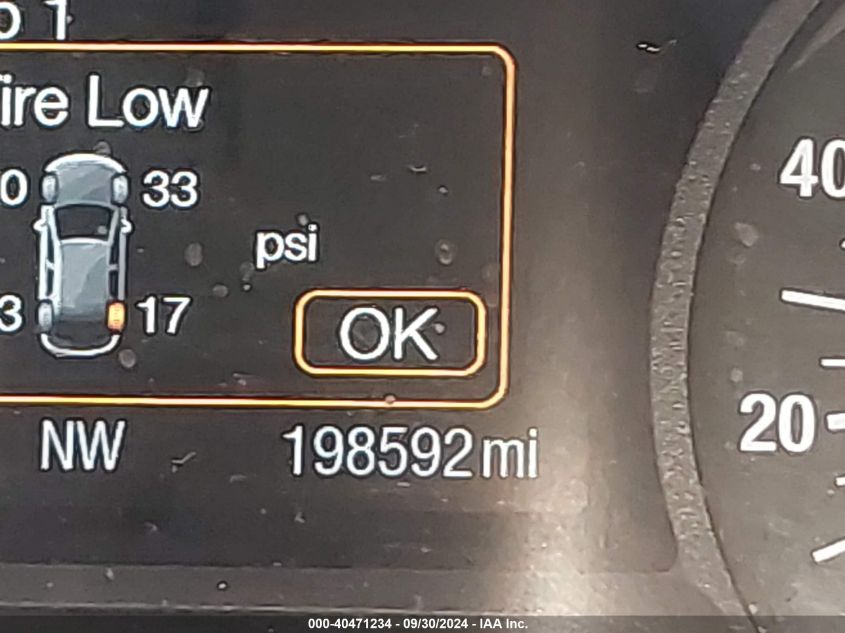 o 1
ire Low
0 33
psi
3 17
OK
NW 198592 mi
40
20
000-40471234 - 09/30/2024 - IAA Inc.